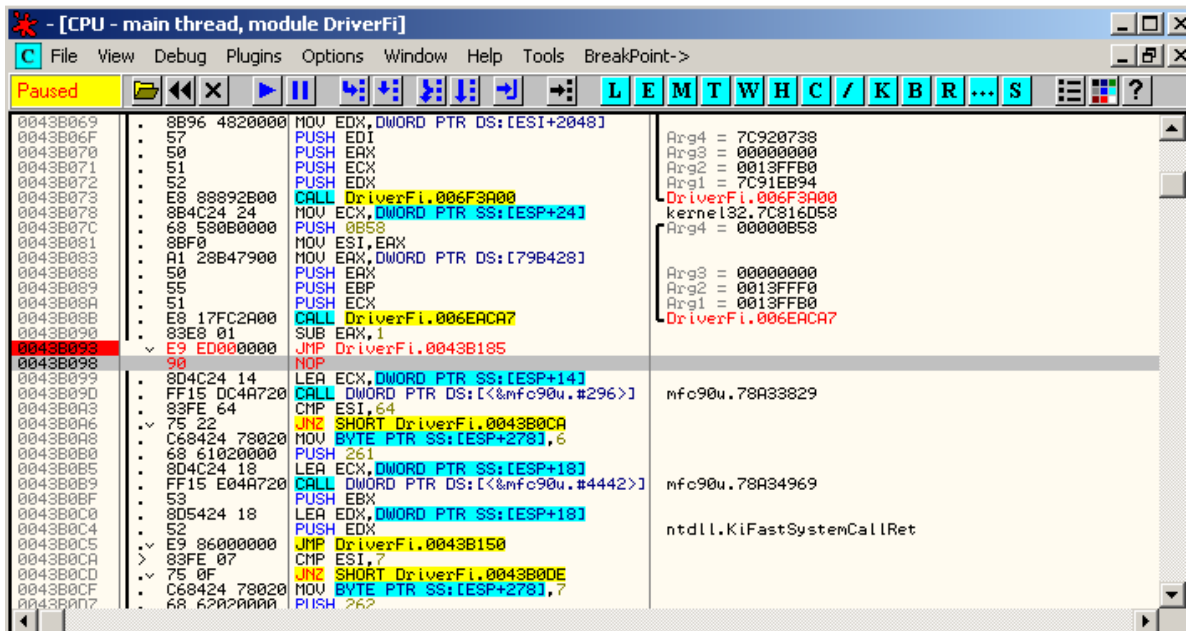 - [CPU - main thread, module DriverFi]
C File View Debug Plugins Options Window Help Tools BreakPoint->
Paused L E M T W H C / K B R ... S ?
0043B069 . 8B96 48200000 MOV EDX,DWORD PTR DS:[ESI+2048]
0043B06F . 57 PUSH EDI Arg4 = 7C920738
0043B070 . 50 PUSH EAX Arg3 = 00000000
0043B071 . 51 PUSH ECX Arg2 = 0013FFB0
0043B072 . 52 PUSH EDX Arg1 = 7C91EB94
0043B073 . E8 88892B00 CALL DriverFi.006F3A00 DriverFi.006F3A00
0043B078 . 8B4C24 24 MOV ECX,DWORD PTR SS:[ESP+24] kernel32.7C816D58
0043B07C . 68 580B0000 PUSH 0B58 Arg4 = 00000B58
0043B081 . 8BF0 MOV ESI,EAX
0043B083 . A1 28B47900 MOV EAX,DWORD PTR DS:[79B428]
0043B088 . 50 PUSH EAX Arg3 = 00000000
0043B089 . 55 PUSH EBP Arg2 = 0013FFF0
0043B08A . 51 PUSH ECX Arg1 = 0013FFB0
0043B08B . E8 17FC2A00 CALL DriverFi.006EACA7 DriverFi.006EACA7
0043B090 . 83E8 01 SUB EAX,1
0043B093 ⌄ E9 ED000000 JMP DriverFi.0043B185
0043B098 90 NOP
0043B099 . 8D4C24 14 LEA ECX,DWORD PTR SS:[ESP+14]
0043B09D . FF15 DC4A720 CALL DWORD PTR DS:[<&mfc90u.#296>] mfc90u.78A33829
0043B0A3 . 83FE 64 CMP ESI,64
0043B0A6 .⌄ 75 22 JNZ SHORT DriverFi.0043B0CA
0043B0A8 . C68424 78020 MOV BYTE PTR SS:[ESP+278],6
0043B0B0 . 68 61020000 PUSH 261
0043B0B5 . 8D4C24 18 LEA ECX,DWORD PTR SS:[ESP+18]
0043B0B9 . FF15 E04A720 CALL DWORD PTR DS:[<&mfc90u.#4442>] mfc90u.78A34969
0043B0BF . 53 PUSH EBX
0043B0C0 . 8D5424 18 LEA EDX,DWORD PTR SS:[ESP+18]
0043B0C4 . 52 PUSH EDX ntdll.KiFastSystemCallRet
0043B0C5 .⌄ E9 86000000 JMP DriverFi.0043B150
0043B0CA > 83FE 07 CMP ESI,7
0043B0CD .⌄ 75 0F JNZ SHORT DriverFi.0043B0DE
0043B0CF . C68424 78020 MOV BYTE PTR SS:[ESP+278],7
0043B0D7 . 68 62020000 PUSH 262